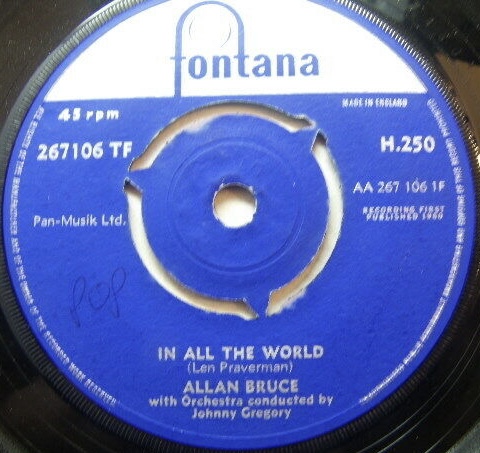 fontana
45 rpm
MADE IN ENGLAND
267106 TF
H.250
AA 267 106 1F
RECORDING FIRST
PUBLISHED 1960
Pan-Musik Ltd.
POP
IN ALL THE WORLD
(Len Praverman)
ALLAN BRUCE
with Orchestra conducted by
Johnny Gregory